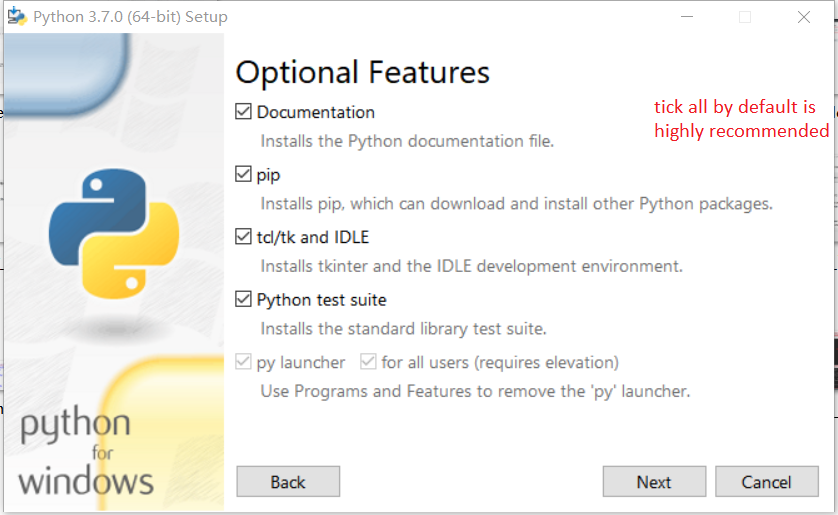 Python 3.7.0 (64-bit) Setup
Optional Features
tick all by default is
highly recommended
Documentation
Installs the Python documentation file.
pip
Installs pip, which can download and install other Python packages.
tcl/tk and IDLE
Installs tkinter and the IDLE development environment.
Python test suite
Installs the standard library test suite.
py launcher for all users (requires elevation)
Use Programs and Features to remove the 'py' launcher.
python
for
windows
Back Next Cancel